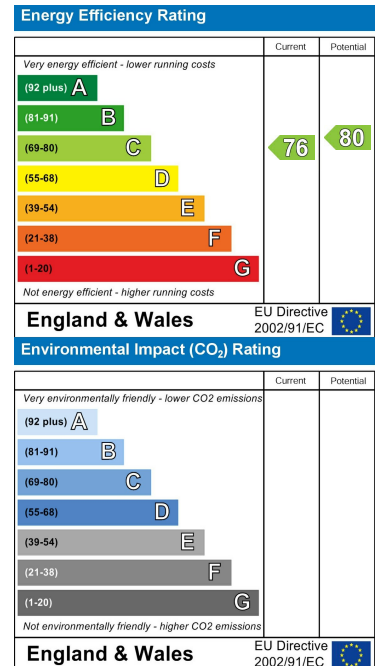 Energy Efficiency Rating
Current Potential
Very energy efficient - lower running costs
(92 plus) A
(81-91) B
(69-80) C
76 80
(55-68) D
(39-54) E
(21-38) F
(1-20) G
Not energy efficient - higher running costs
England & Wales
EU Directive
2002/91/EC
Environmental Impact (CO₂) Rating
Current Potential
Very environmentally friendly - lower CO2 emissions
(92 plus) A
(81-91) B
(69-80) C
(55-68) D
(39-54) E
(21-38) F
(1-20) G
Not environmentally friendly - higher CO2 emissions
England & Wales
EU Directive
2002/91/EC